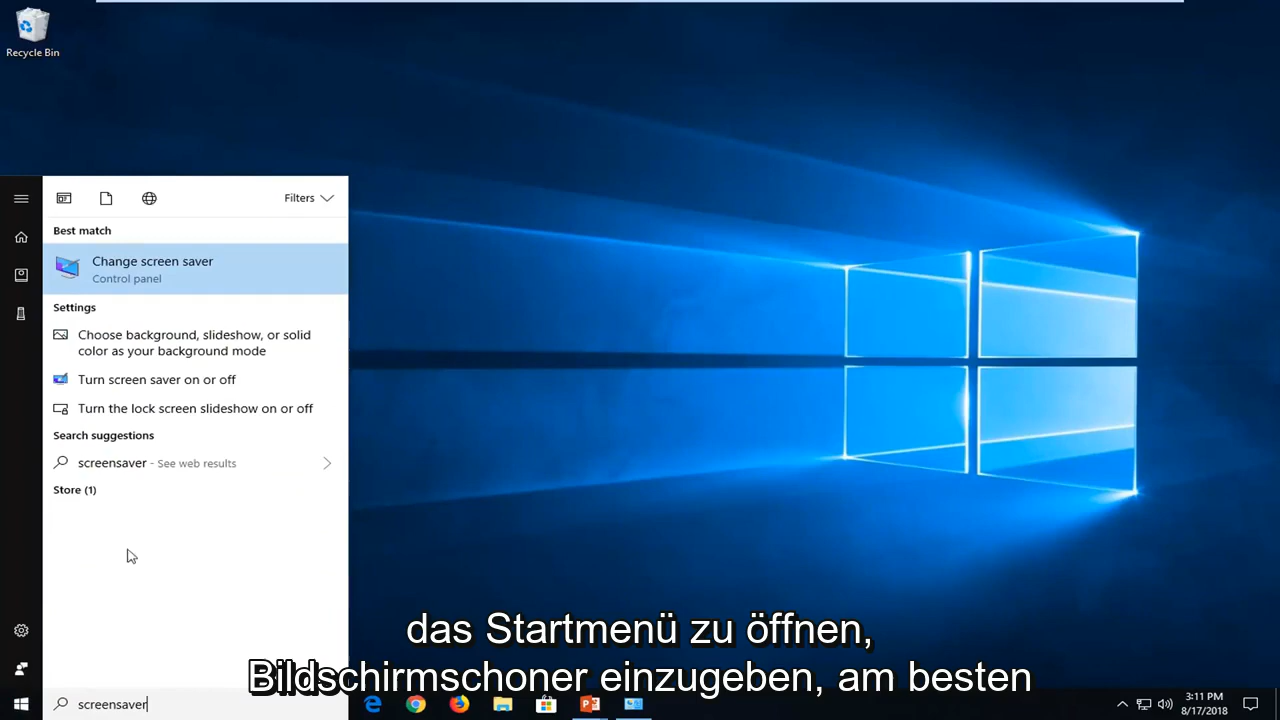 Recycle Bin
Filters
Best match
Change screen saver
Control panel
Settings
Choose background, slideshow, or solid
color as your background mode
Turn screen saver on or off
Turn the lock screen slideshow on or off
Search suggestions
screensaver - See web results
Store (1)
das Startmenü zu öffnen,
Bildschirmschoner einzugeben, am besten
screensaver
3:11 PM
8/17/2018